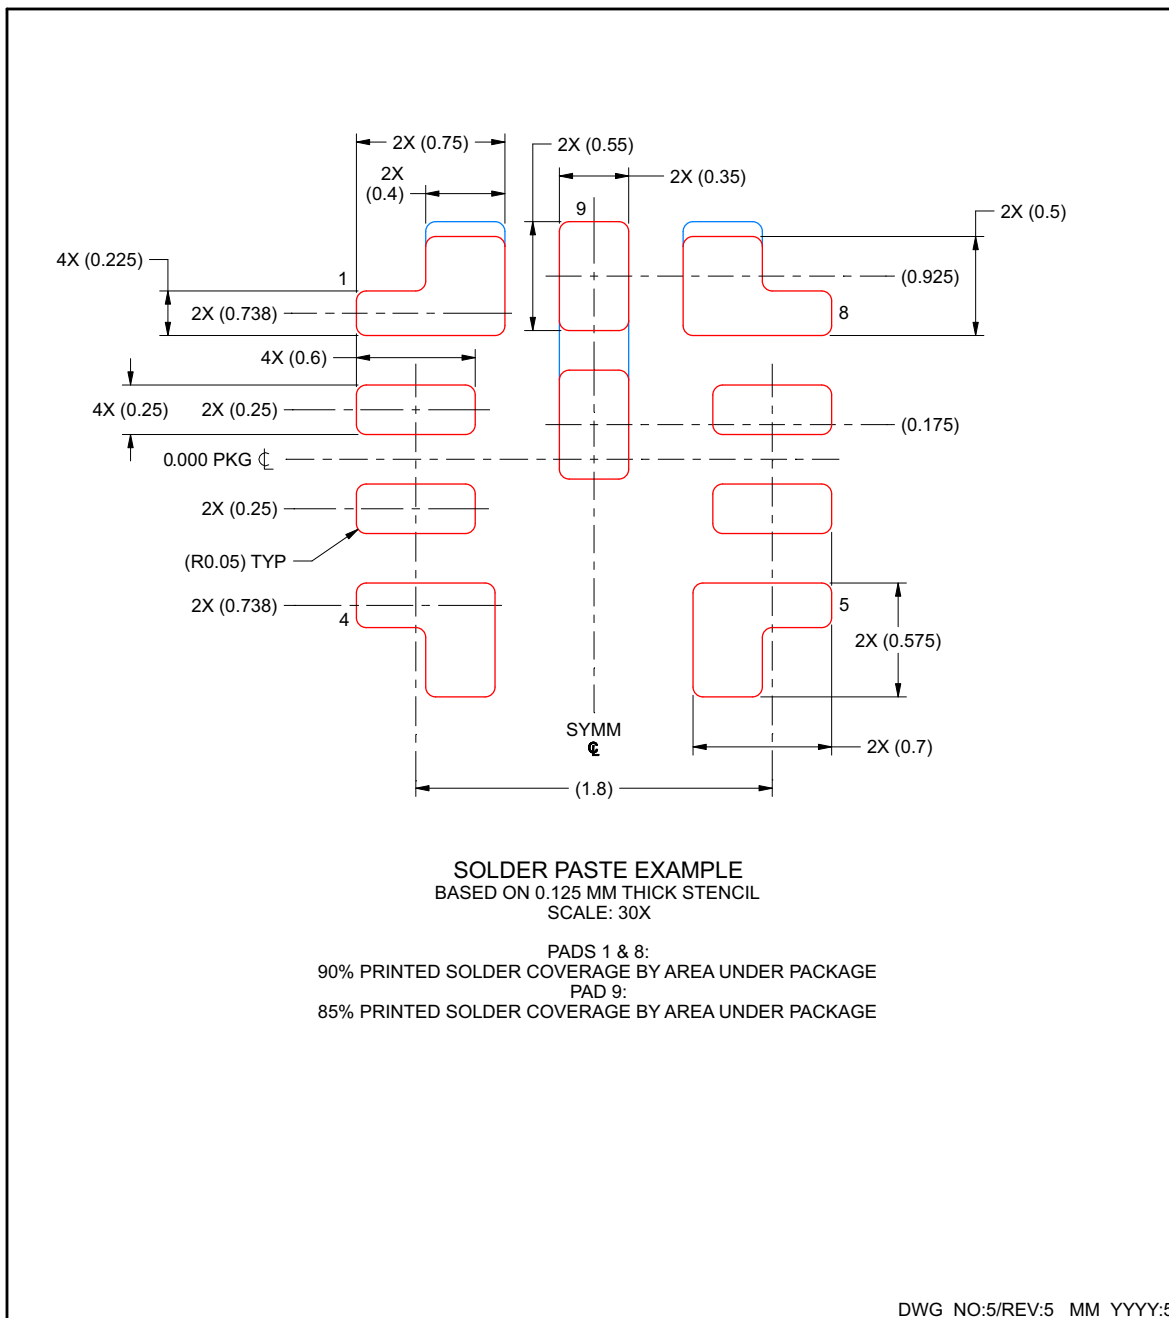 2X (0.75)
2X (0.55)
2X
(0.4)
2X (0.35)
9
2X (0.5)
4X (0.225)
1
(0.925)
2X (0.738)
8
4X (0.6)
4X (0.25)
2X (0.25)
(0.175)
0.000 PKG ℄
2X (0.25)
(R0.05) TYP
2X (0.738)
4
5
2X (0.575)
SYMM
℄
2X (0.7)
(1.8)
SOLDER PASTE EXAMPLE
BASED ON 0.125 MM THICK STENCIL
SCALE: 30X
PADS 1 & 8:
90% PRINTED SOLDER COVERAGE BY AREA UNDER PACKAGE
PAD 9:
85% PRINTED SOLDER COVERAGE BY AREA UNDER PACKAGE
DWG NO:5/REV:5 MM YYYY:5